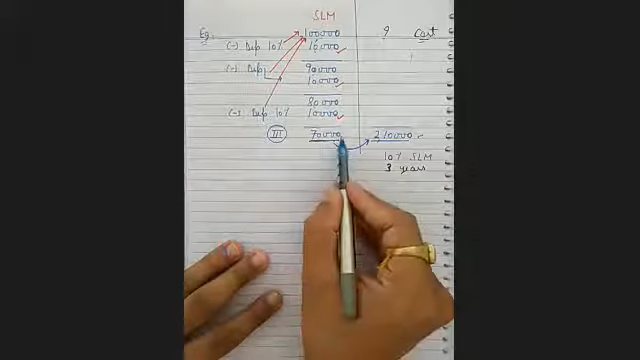 SLM
Eg. 100000 ? Cost
(-) Dep 10% 10000
90000
(-) Dep 10000
80000
(-) Dep 10% 10000
III 70000 210000
10% SLM
3 years